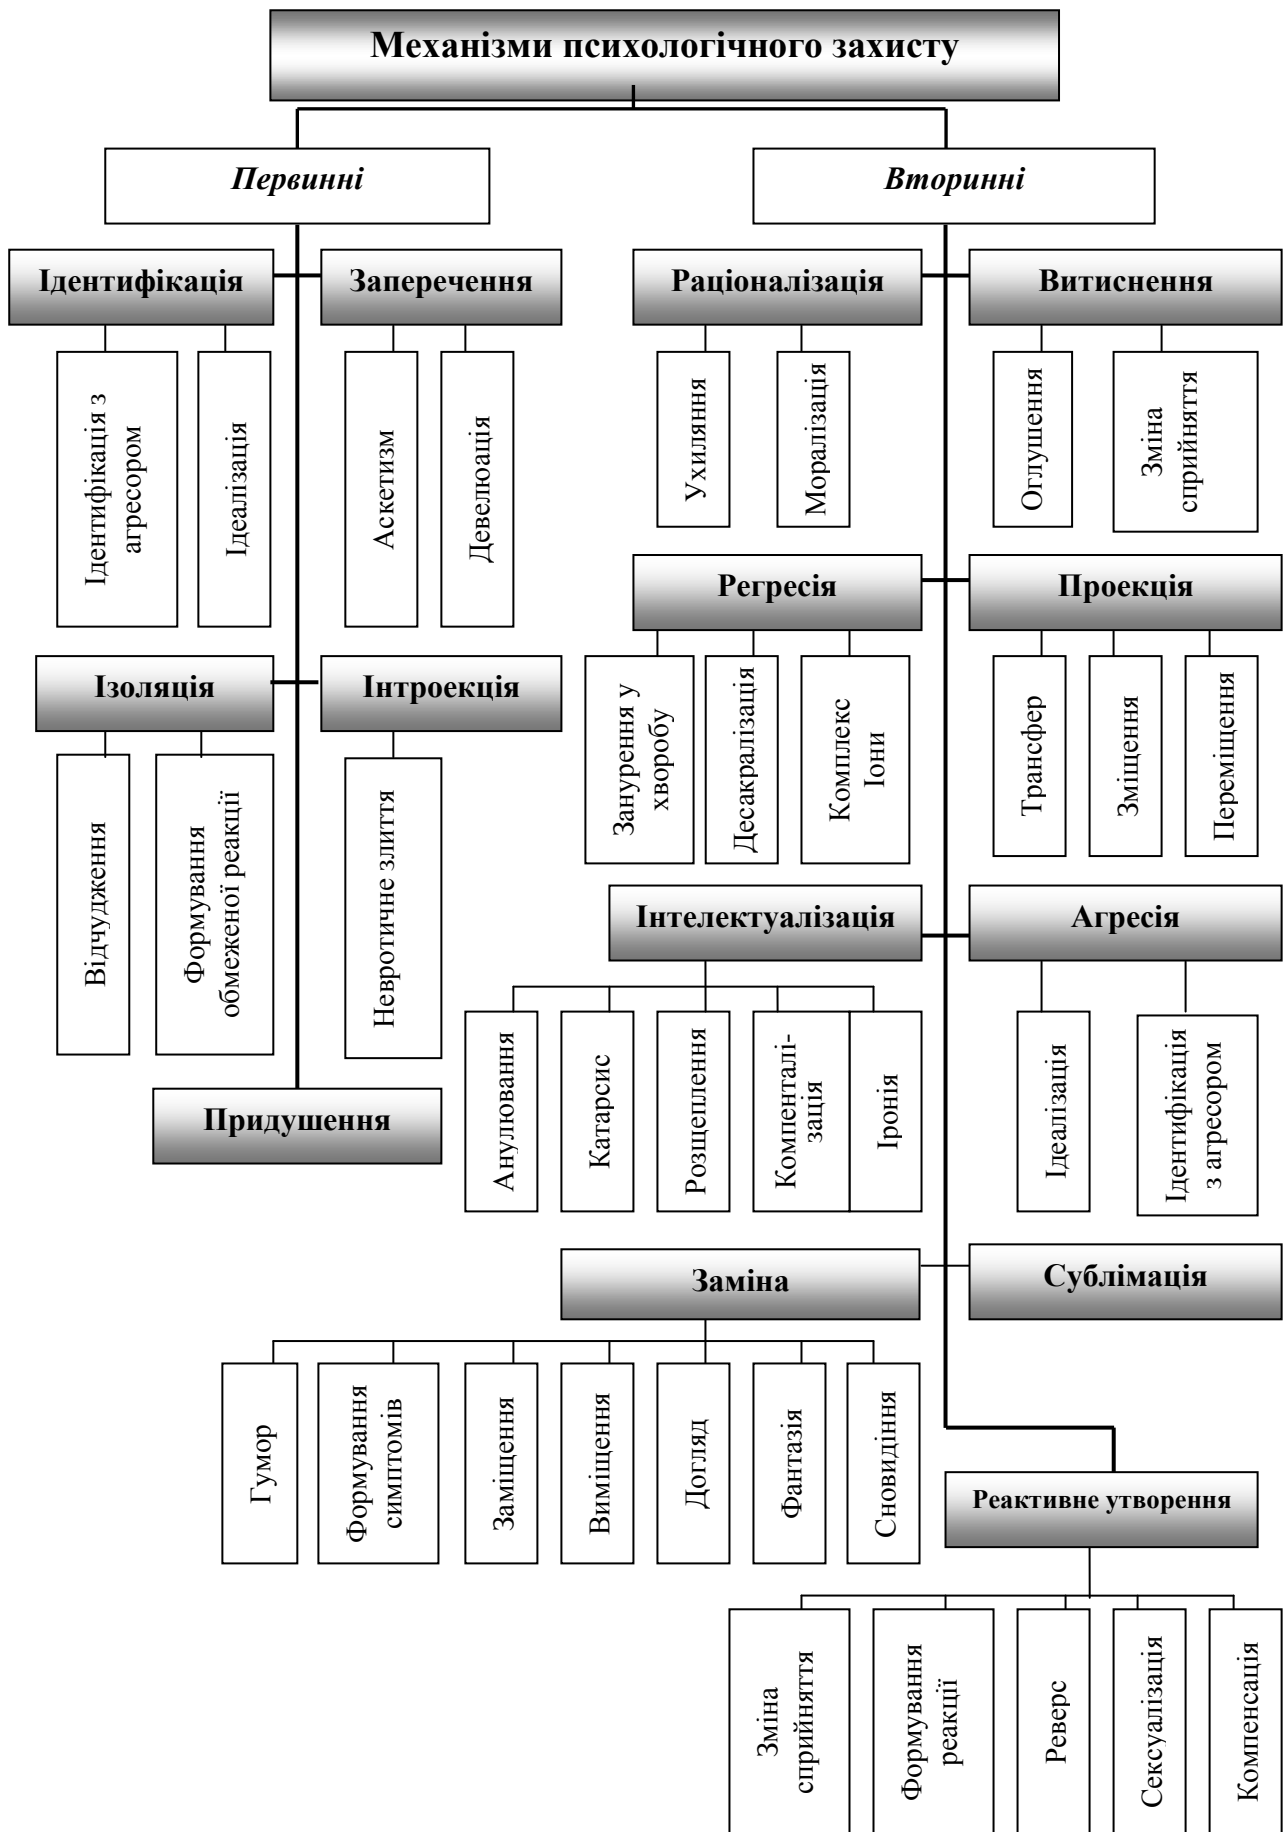 Механізми психологічного захисту
Первинні
Вторинні
Ідентифікація
Заперечення
Раціоналізація
Витиснення
Ідентифікація з
агресором
Ідеалізація
Аскетизм
Девелюація
Ухиляння
Моралізація
Оглушення
Зміна
сприйняття
Регресія
Проекція
Ізоляція
Інтроекція
Занурення у
хворобу
Десакралізація
Комплекс
Іони
Трансфер
Зміщення
Переміщення
Відчудження
Формування
обмеженої реакції
Невротичне злиття
Інтелектуалізація
Агресія
Придушення
Анулювання
Катарсис
Розщеплення
Компенталі-
зація
Іронія
Ідеалізація
Ідентифікація
з агресором
Заміна
Сублімація
Гумор
Формування
симптомів
Заміщення
Виміщення
Догляд
Фантазія
Сновидіння
Реактивне утворення
Зміна
сприйняття
Формування
реакції
Реверс
Сексуалізація
Компенсація